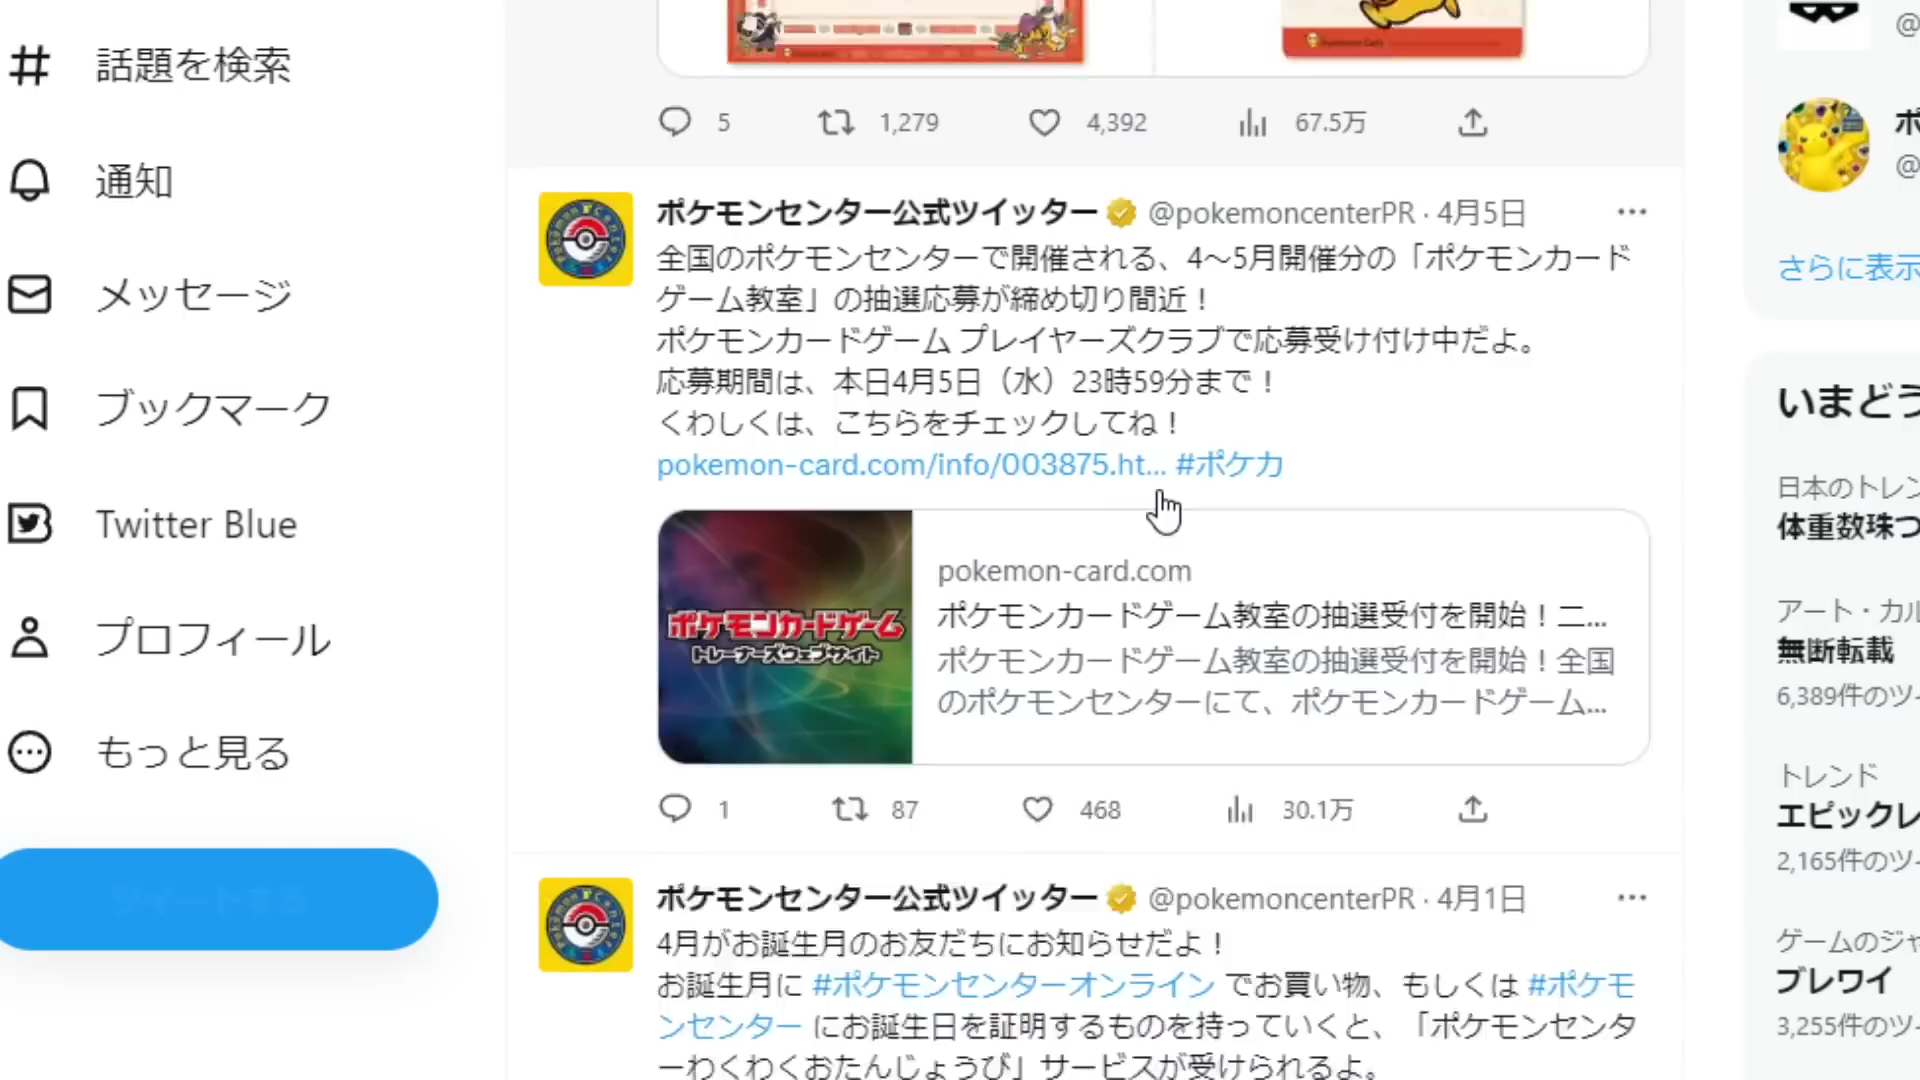 話題を検索
通知
メッセージ
ブックマーク
Twitter Blue
プロフィール
もっと見る
ツイートする
5 1,279 4,392 67.5万
ポケモンセンター公式ツイッター @pokemoncenterPR · 4月5日
全国のポケモンセンターで開催される、4～5月開催分の「ポケモンカード
ゲーム教室」の抽選応募が締め切り間近！
ポケモンカードゲーム プレイヤーズクラブで応募受け付け中だよ。
応募期間は、本日4月5日（水）23時59分まで！
くわしくは、こちらをチェックしてね！
pokemon-card.com/info/003875.ht... #ポケカ
ポケモンカードゲーム
トレーナーズウェブサイト
pokemon-card.com
ポケモンカードゲーム教室の抽選受付を開始！ニ...
ポケモンカードゲーム教室の抽選受付を開始！全国
のポケモンセンターにて、ポケモンカードゲーム...
1 87 468 30.1万
ポケモンセンター公式ツイッター @pokemoncenterPR · 4月1日
4月がお誕生月のお友だちにお知らせだよ！
お誕生月に #ポケモンセンターオンライン でお買い物、もしくは #ポケモ
ンセンター にお誕生日を証明するものを持っていくと、「ポケモンセンタ
ーわくわくおたんじょうび」サービスが受けられるよ。
@
ポ
@
さらに表示
いまどう
日本のトレン
体重数珠つ
アート・カル
無断転載
6,389件のツイ
トレンド
エピックレ
2,165件のツイ
ゲームのジャ
ブレワイ
3,255件のツイ